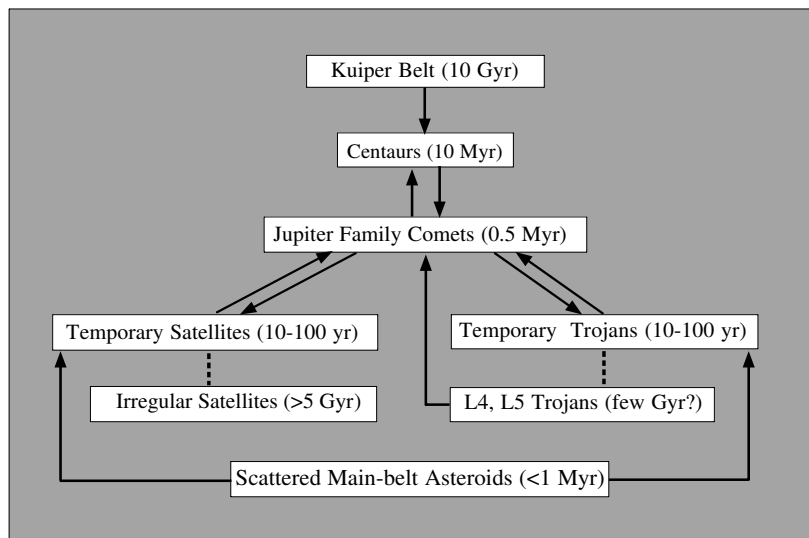 Kuiper Belt (10 Gyr)
Centaurs (10 Myr)
Jupiter Family Comets (0.5 Myr)
Temporary Satellites (10-100 yr)
Temporary Trojans (10-100 yr)
Irregular Satellites (>5 Gyr)
L4, L5 Trojans (few Gyr?)
Scattered Main-belt Asteroids (<1 Myr)